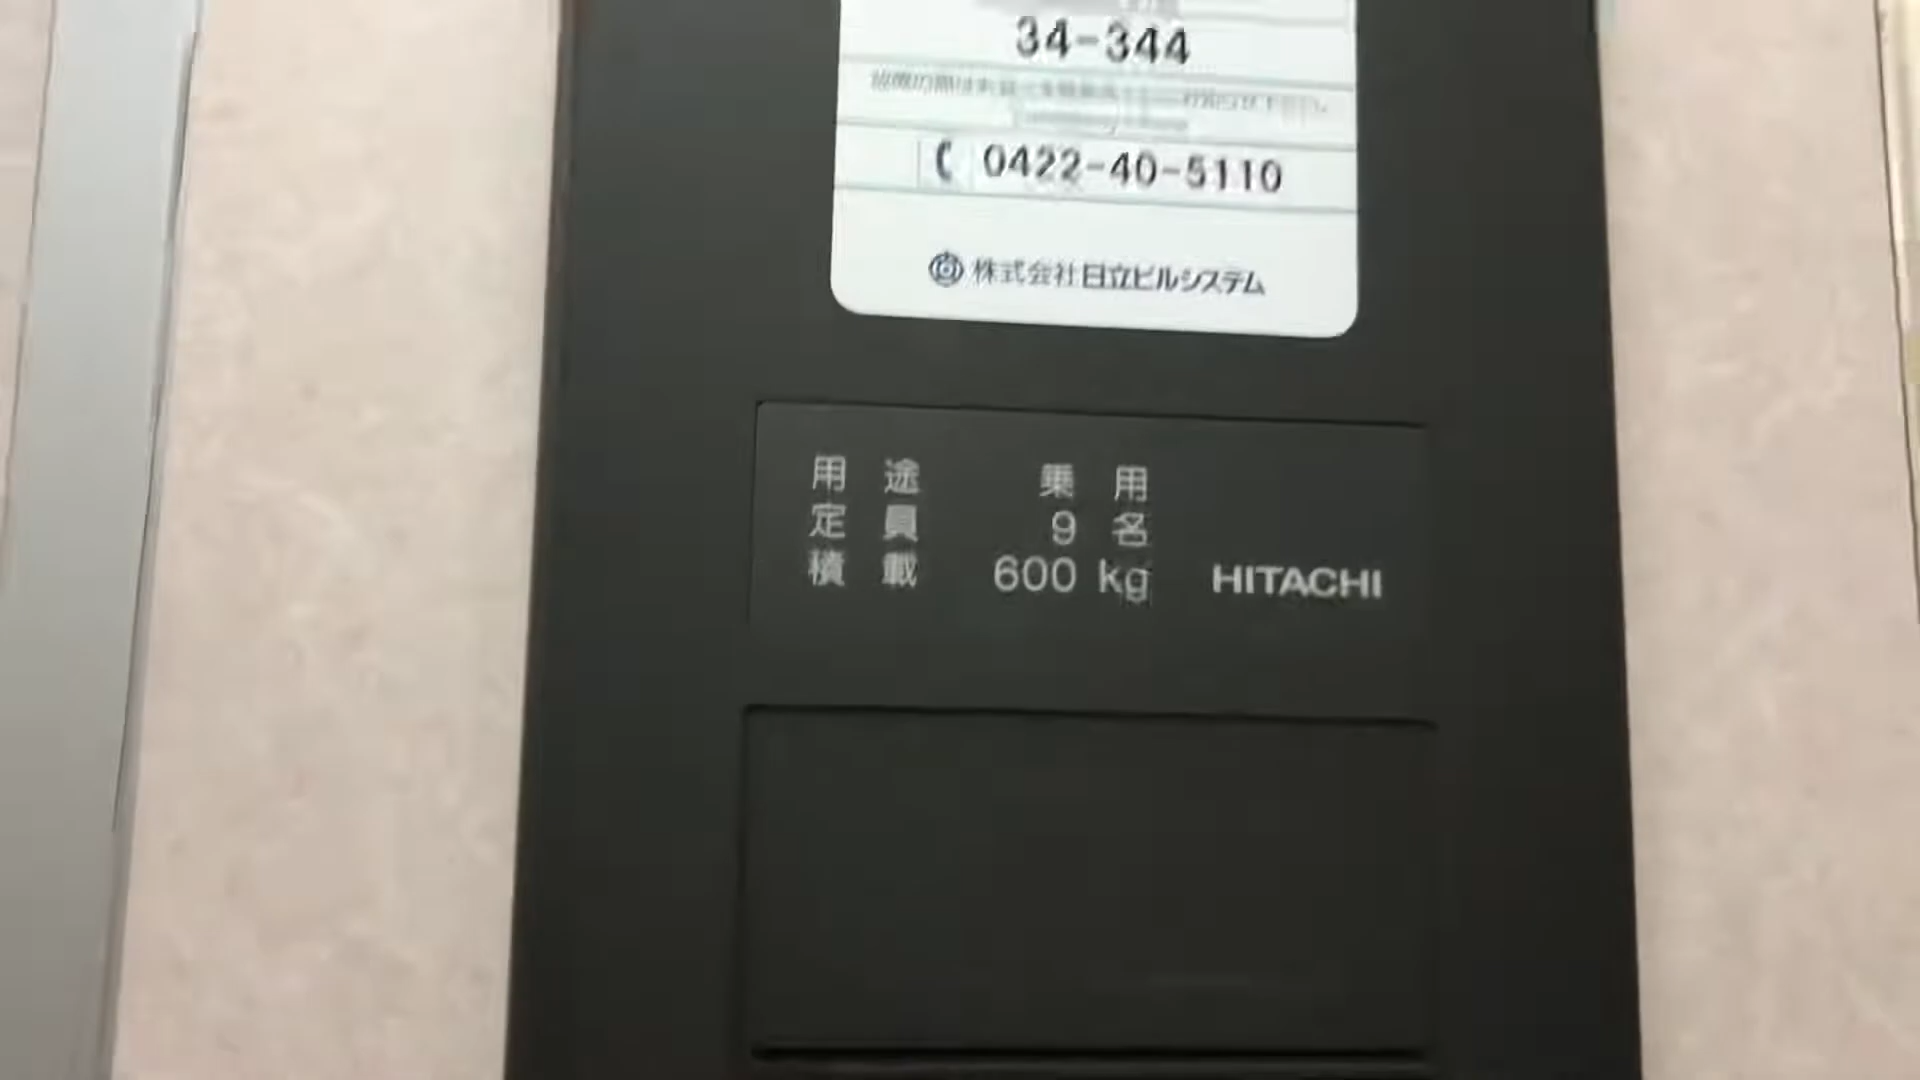 34-344
0422-40-5110
株式会社日立ビルシステム
用途 乗用
定員 9名
積載 600 kg HITACHI